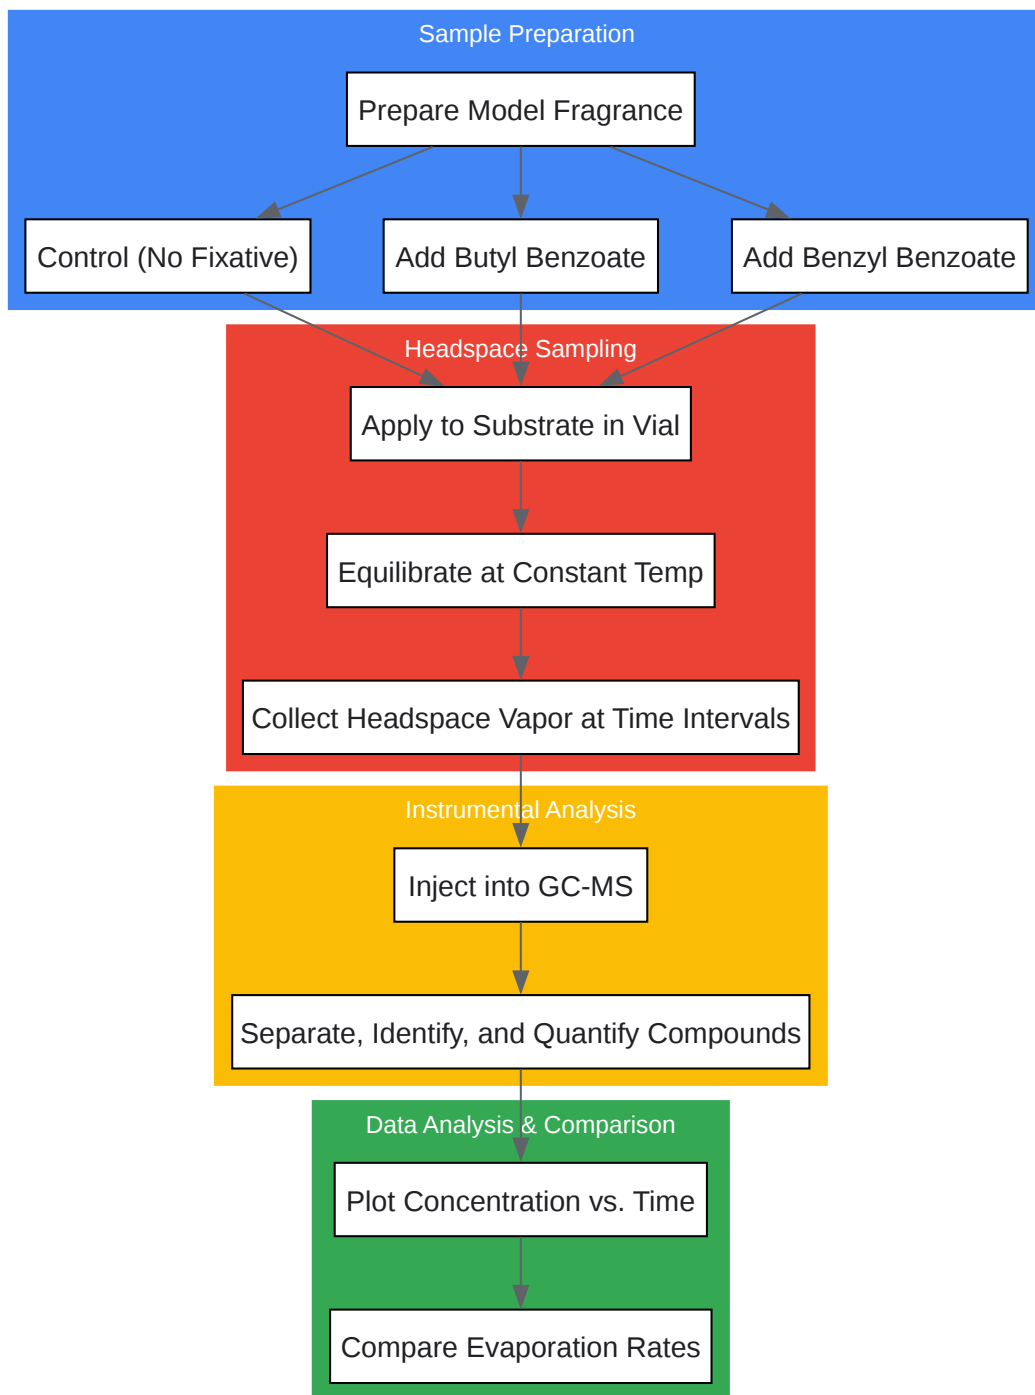 Sample Preparation
Prepare Model Fragrance
Control (No Fixative)
Add Butyl Benzoate
Add Benzyl Benzoate
Headspace Sampling
Apply to Substrate in Vial
Equilibrate at Constant Temp
Collect Headspace Vapor at Time Intervals
Instrumental Analysis
Inject into GC-MS
Separate, Identify, and Quantify Compounds
Data Analysis & Comparison
Plot Concentration vs. Time
Compare Evaporation Rates